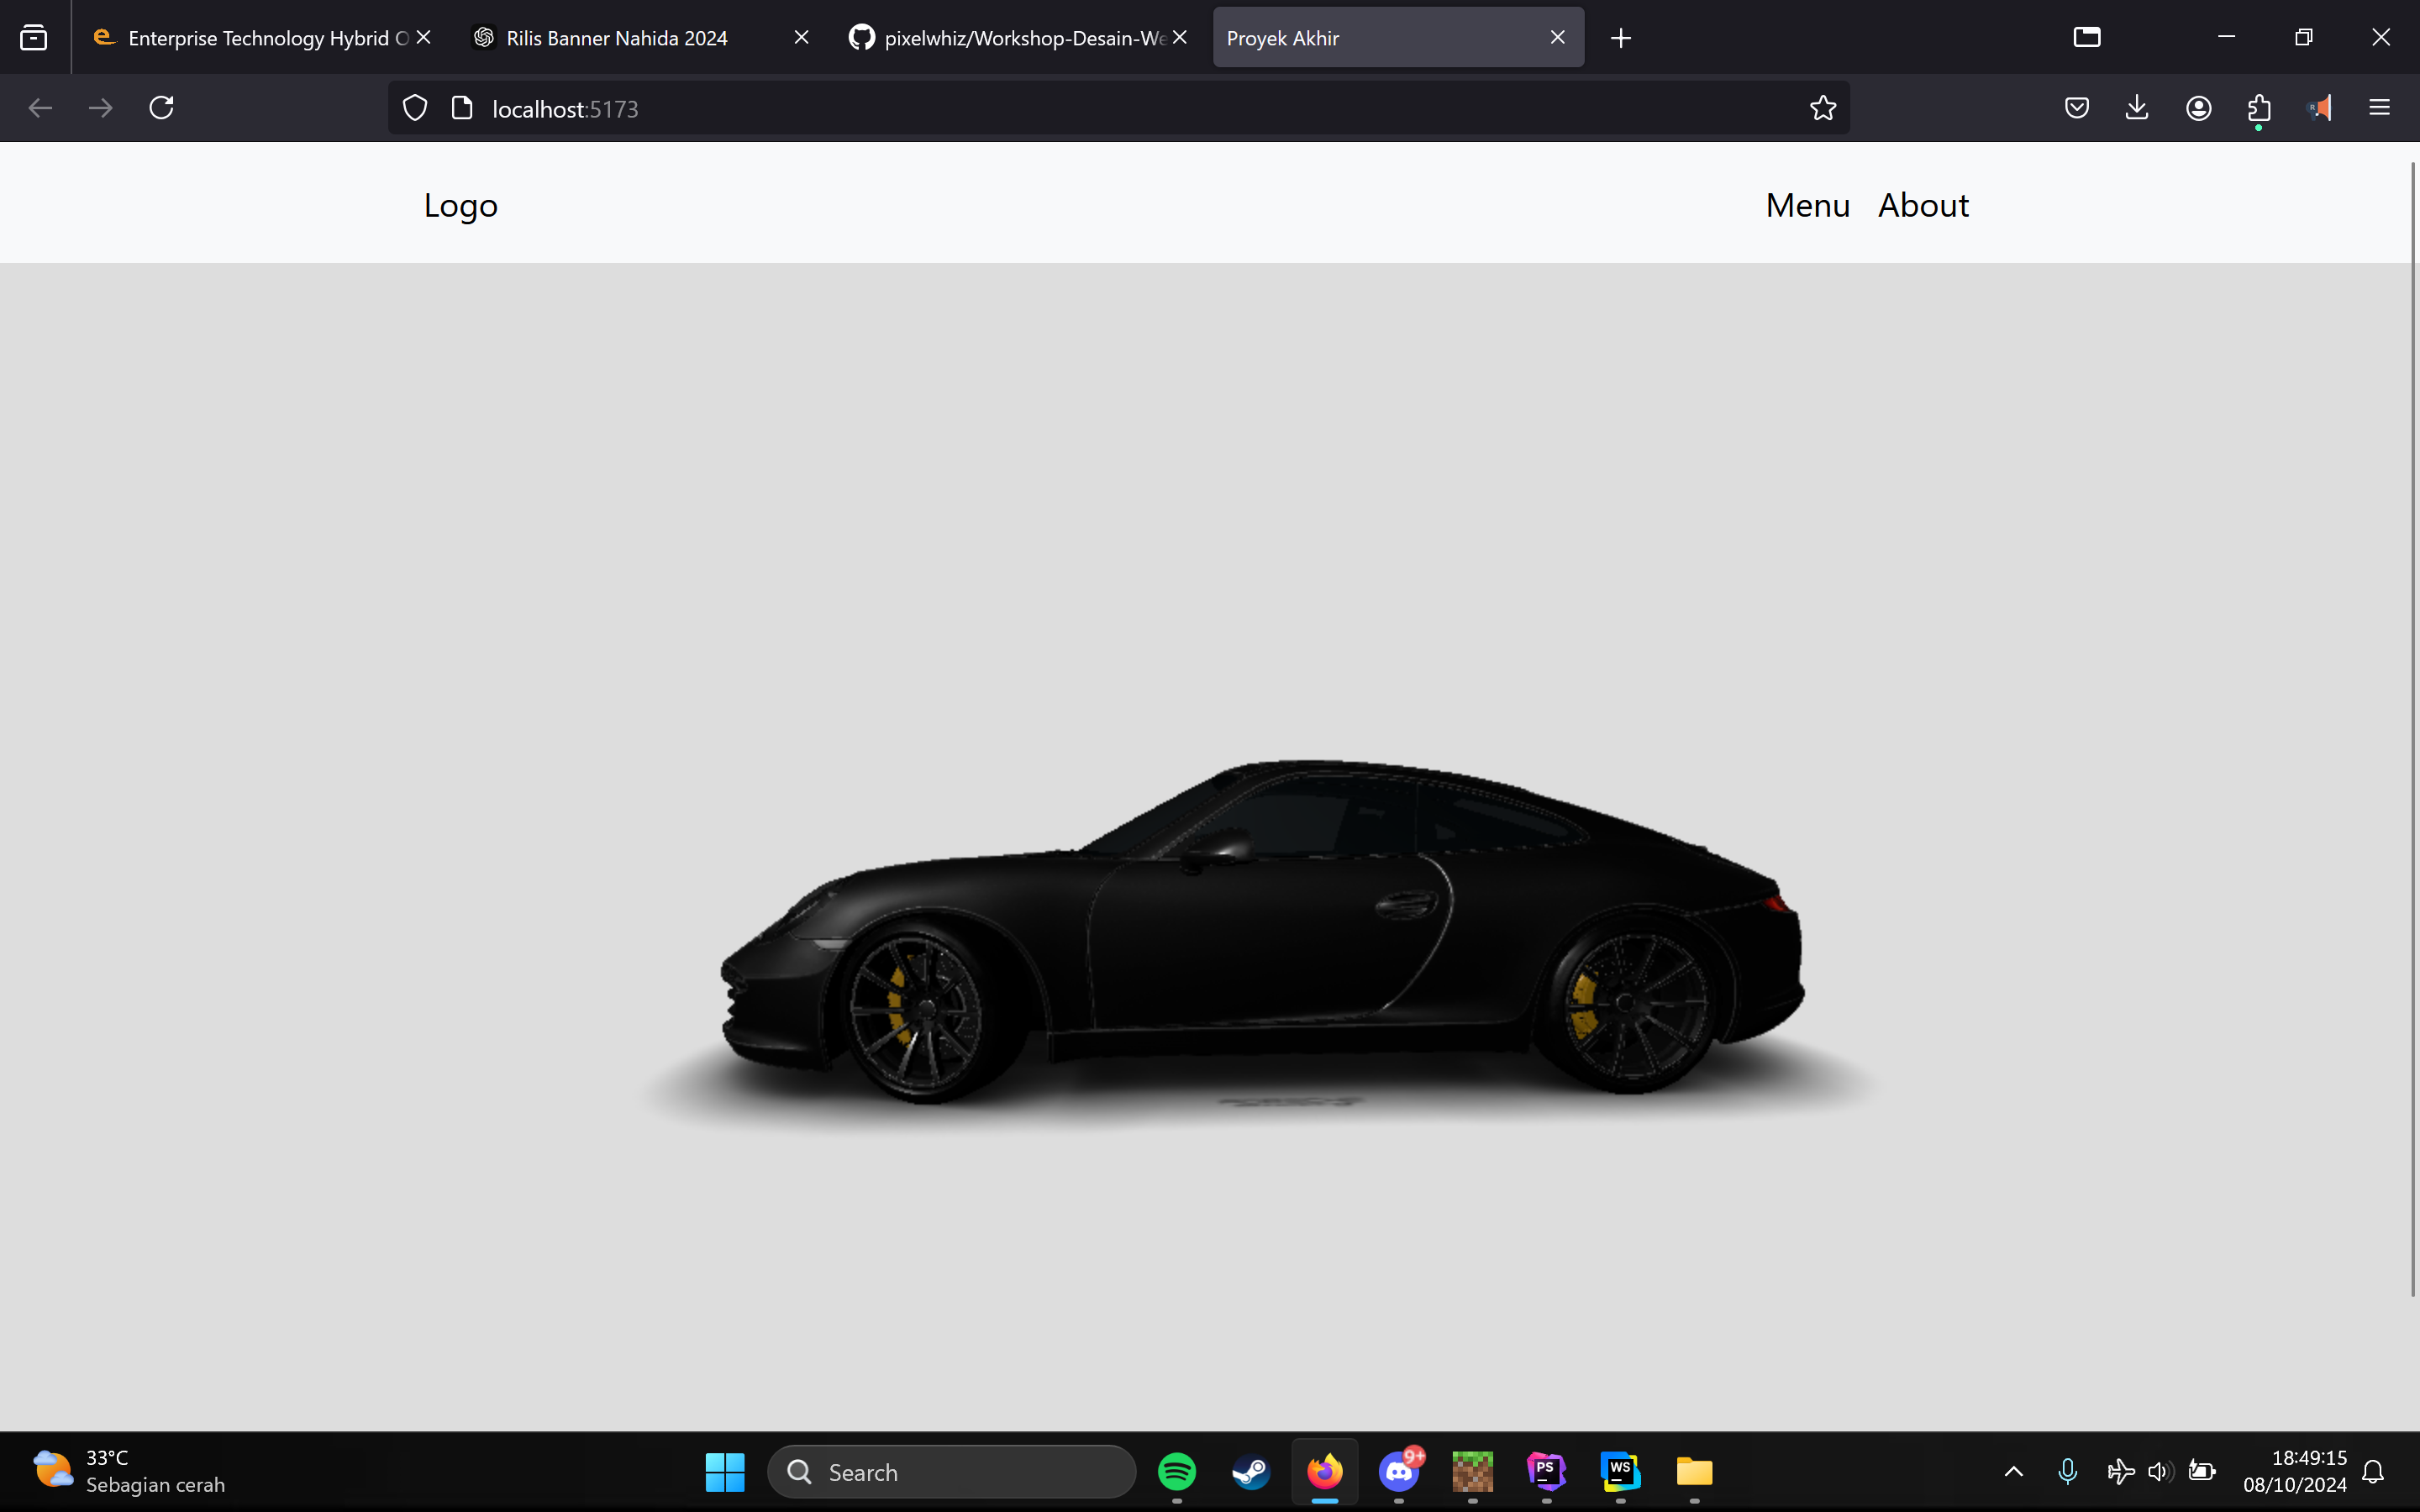 Enterprise Technology Hybrid
Rilis Banner Nahida 2024
pixelwhiz/Workshop-Desain-We
Proyek Akhir
localhost:5173
Logo
Menu About
33°C
Sebagian cerah
Search
9+
PS
WS
18:49:15
08/10/2024